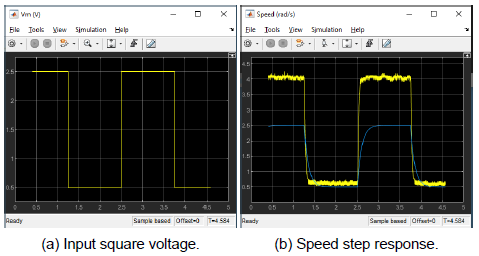 Vm (V)
File Tools View Simulation Help
2.5
2
1.5
1
0.5
0 0.5 1 1.5 2 2.5 3 3.5 4 4.5 5
Ready Sample based Offset=0 T=4.584
(a) Input square voltage.
Speed (rad/s)
File Tools View Simulation Help
4.5
4
3.5
3
2.5
2
1.5
1
0.5
0
0 0.5 1 1.5 2 2.5 3 3.5 4 4.5 5
Ready Sample based Offset=0 T=4.584
(b) Speed step response.